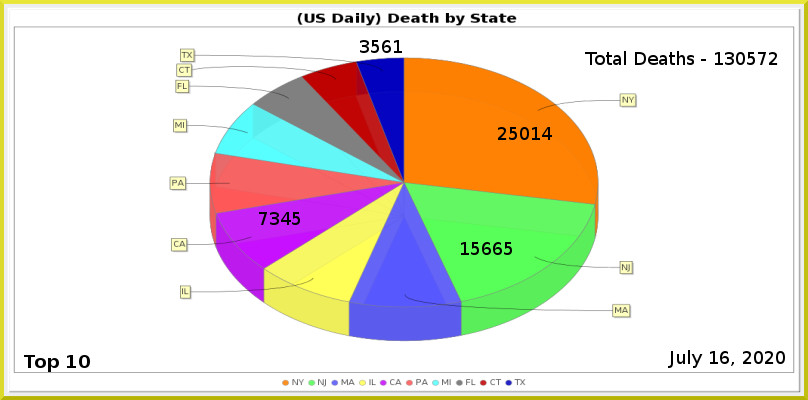 (US Daily) Death by State
3561
Total Deaths - 130572
TX
CT
FL
NY
25014
MI
PA
7345
CA
15665
NJ
IL
MA
Top 10
July 16, 2020
NY NJ MA IL CA PA MI FL CT TX